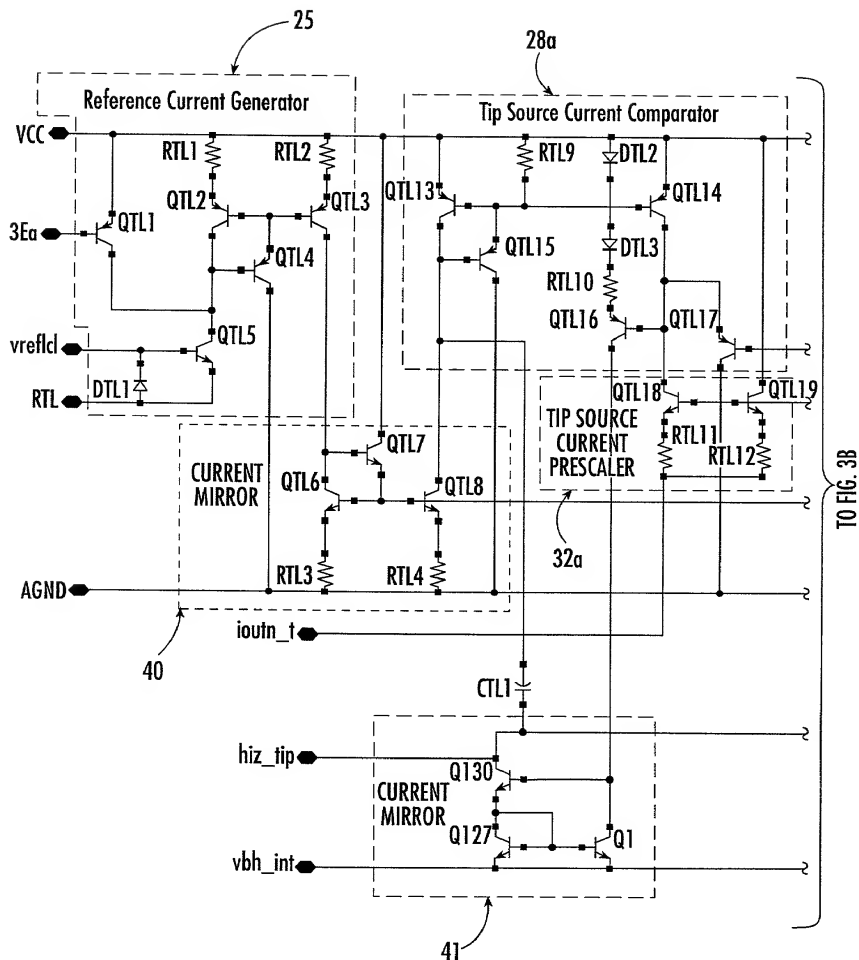 25
28a
Reference Current Generator
Tip Source Current Comparator
VCC
RTL1
RTL2
RTL9
DTL2
QTL2
QTL3
QTL13
QTL14
3Ea
QTL1
QTL4
QTL15
DTL3
RTL10
QTL16
QTL17
vreflcl
QTL5
DTL1
RTL
QTL18
QTL19
TIP SOURCE
CURRENT
PRESCALER
RTL11
RTL12
QTL7
CURRENT
MIRROR
QTL6
QTL8
32a
TO FIG. 3B
RTL3
RTL4
AGND
ioutn_t
40
CTL1
hiz_tip
Q130
CURRENT
MIRROR
Q127
Q1
vbh_int
41